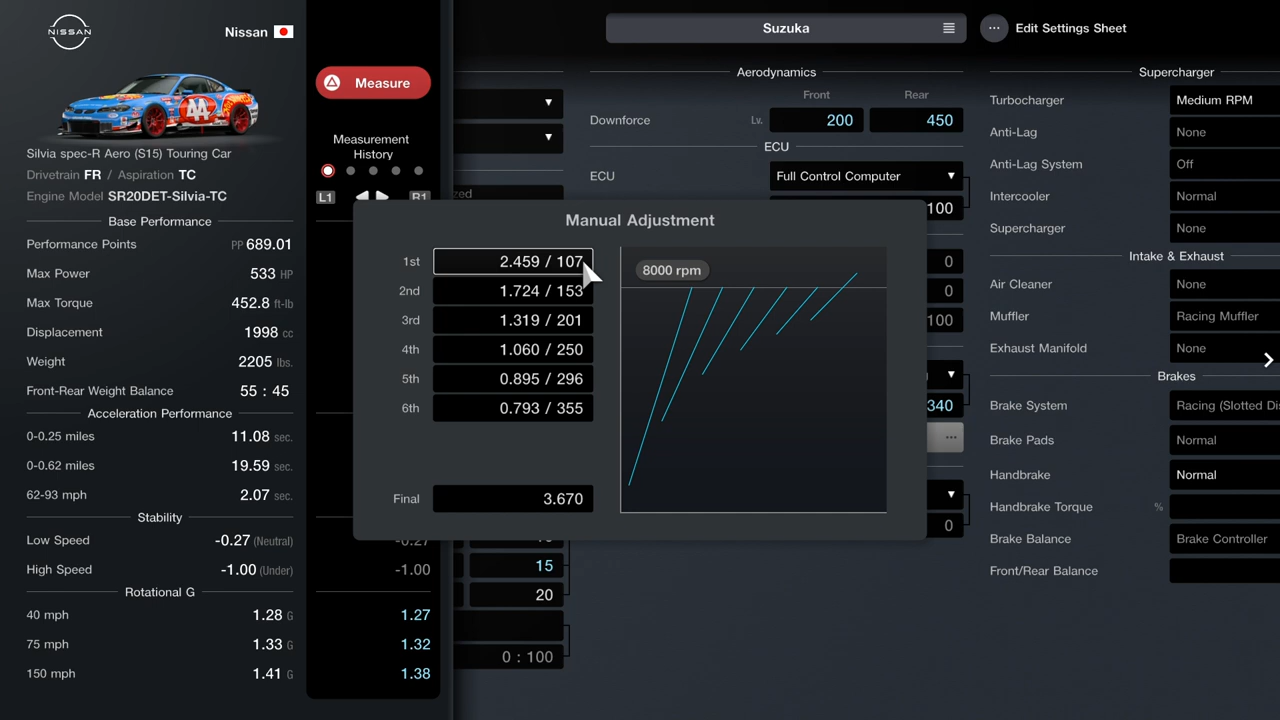 NISSAN
Nissan
44
Silvia spec-R Aero (S15) Touring Car
Drivetrain FR / Aspiration TC
Engine Model SR20DET-Silvia-TC
Base Performance
Performance Points PP 689.01
Max Power 533 HP
Max Torque 452.8 ft-lb
Displacement 1998 cc
Weight 2205 lbs.
Front-Rear Weight Balance 55 : 45
Acceleration Performance
0-0.25 miles 11.08 sec.
0-0.62 miles 19.59 sec.
62-93 mph 2.07 sec.
Stability
Low Speed -0.27 (Neutral)
High Speed -1.00 (Under)
Rotational G
40 mph 1.28 G
75 mph 1.33 G
150 mph 1.41 G
Measure
Measurement
History
L1 R1
-0.27
-1.00
1.27
1.32
1.38
Suzuka
Edit Settings Sheet
Aerodynamics
Front Rear
Downforce Lv. 200 450
ECU
ECU Full Control Computer
100
0
0
100
340
0
15
20
0 : 100
Manual Adjustment
1st 2.459 / 107
2nd 1.724 / 153
3rd 1.319 / 201
4th 1.060 / 250
5th 0.895 / 296
6th 0.793 / 355
Final 3.670
8000 rpm
Supercharger
Turbocharger Medium RPM
Anti-Lag None
Anti-Lag System Off
Intercooler Normal
Supercharger None
Intake & Exhaust
Air Cleaner None
Muffler Racing Muffler
Exhaust Manifold None
Brakes
Brake System Racing (Slotted Di
Brake Pads Normal
Handbrake Normal
Handbrake Torque %
Brake Balance Brake Controller
Front/Rear Balance